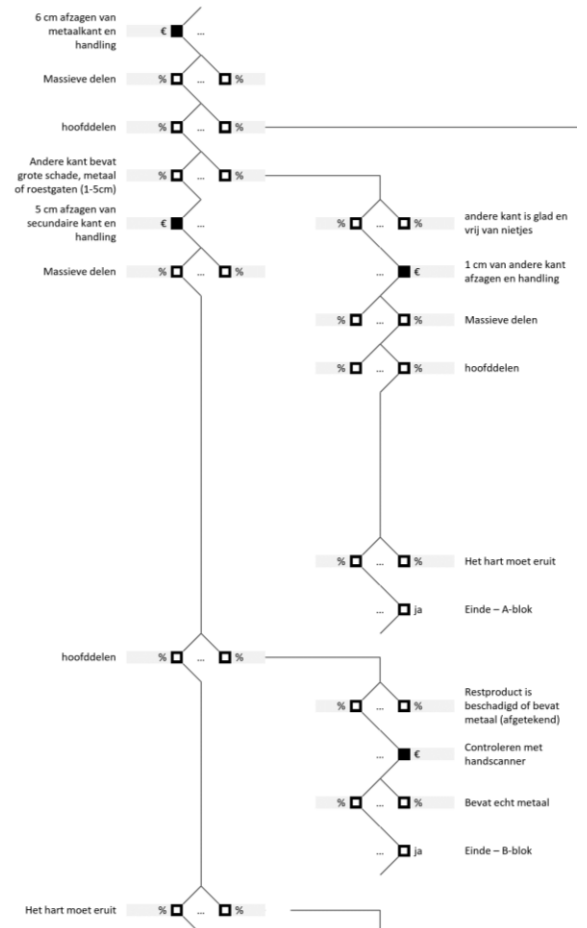 6 cm afzagen van
metaalkant en
handling
€ ...
Massieve delen
% ... %
hoofddelen
% ... %
Andere kant bevat
grote schade, metaal
of roestgaten (1-5cm)
% ... %
5 cm afzagen van
secundaire kant en
handling
€ ...
andere kant is glad en
vrij van nietjes
% ... %
Massieve delen
% ... %
1 cm van andere kant
afzagen en handling
... €
Massieve delen
% ... %
hoofddelen
% ... %
Het hart moet eruit
% ... %
... ja
Einde – A-blok
hoofddelen
% ... %
Restproduct is
beschadigd of bevat
metaal (afgetekend)
% ... %
Controleren met
handscanner
... €
Bevat echt metaal
% ... %
... ja
Einde – B-blok
Het hart moet eruit
% ... %